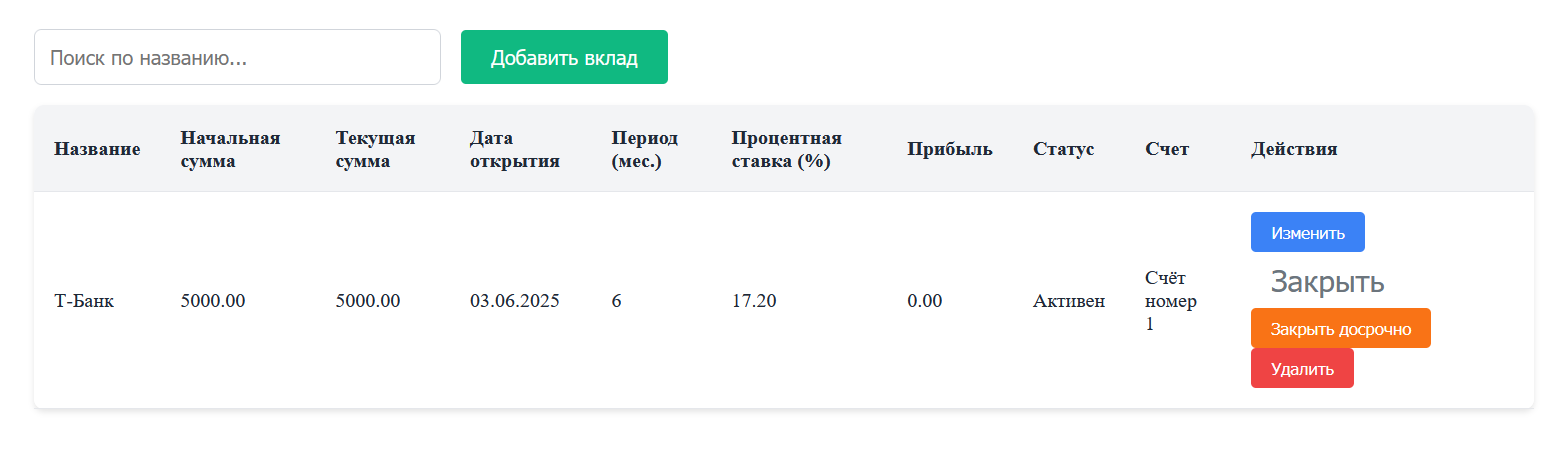 Поиск по названию...
Добавить вклад
Название
Начальная
сумма
Текущая
сумма
Дата
открытия
Период
(мес.)
Процентная
ставка (%)
Прибыль
Статус
Счет
Действия
Т-Банк
5000.00
5000.00
03.06.2025
6
17.20
0.00
Активен
Счёт
номер
1
Изменить
Закрыть
Закрыть досрочно
Удалить